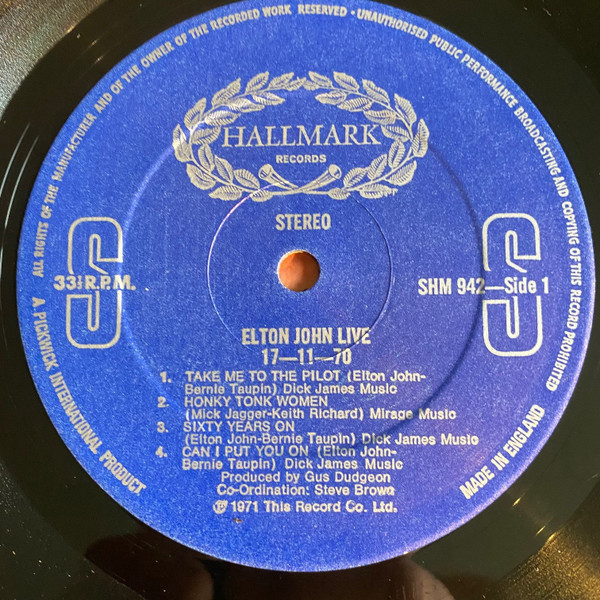 ALL RIGHTS OF THE MANUFACTURER AND OF THE OWNER OF THE RECORDED WORK RESERVED · UNAUTHORISED PUBLIC PERFORMANCE BROADCASTING AND COPYING OF THIS RECORD PROHIBITED
HALLMARK
RECORDS
STEREO
S
S
33⅓ R.P.M.
SHM 942—Side 1
ELTON JOHN LIVE
17—11—70
1. TAKE ME TO THE PILOT (Elton John-
Bernie Taupin) Dick James Music
2. HONKY TONK WOMEN
(Mick Jagger-Keith Richard) Mirage Music
3. SIXTY YEARS ON
(Elton John-Bernie Taupin) Dick James Music
4. CAN I PUT YOU ON (Elton John-
Bernie Taupin) Dick James Music
Produced by Gus Dudgeon
Co-Ordination: Steve Brown
℗ 1971 This Record Co. Ltd.
A PICKWICK INTERNATIONAL PRODUCT
MADE IN ENGLAND